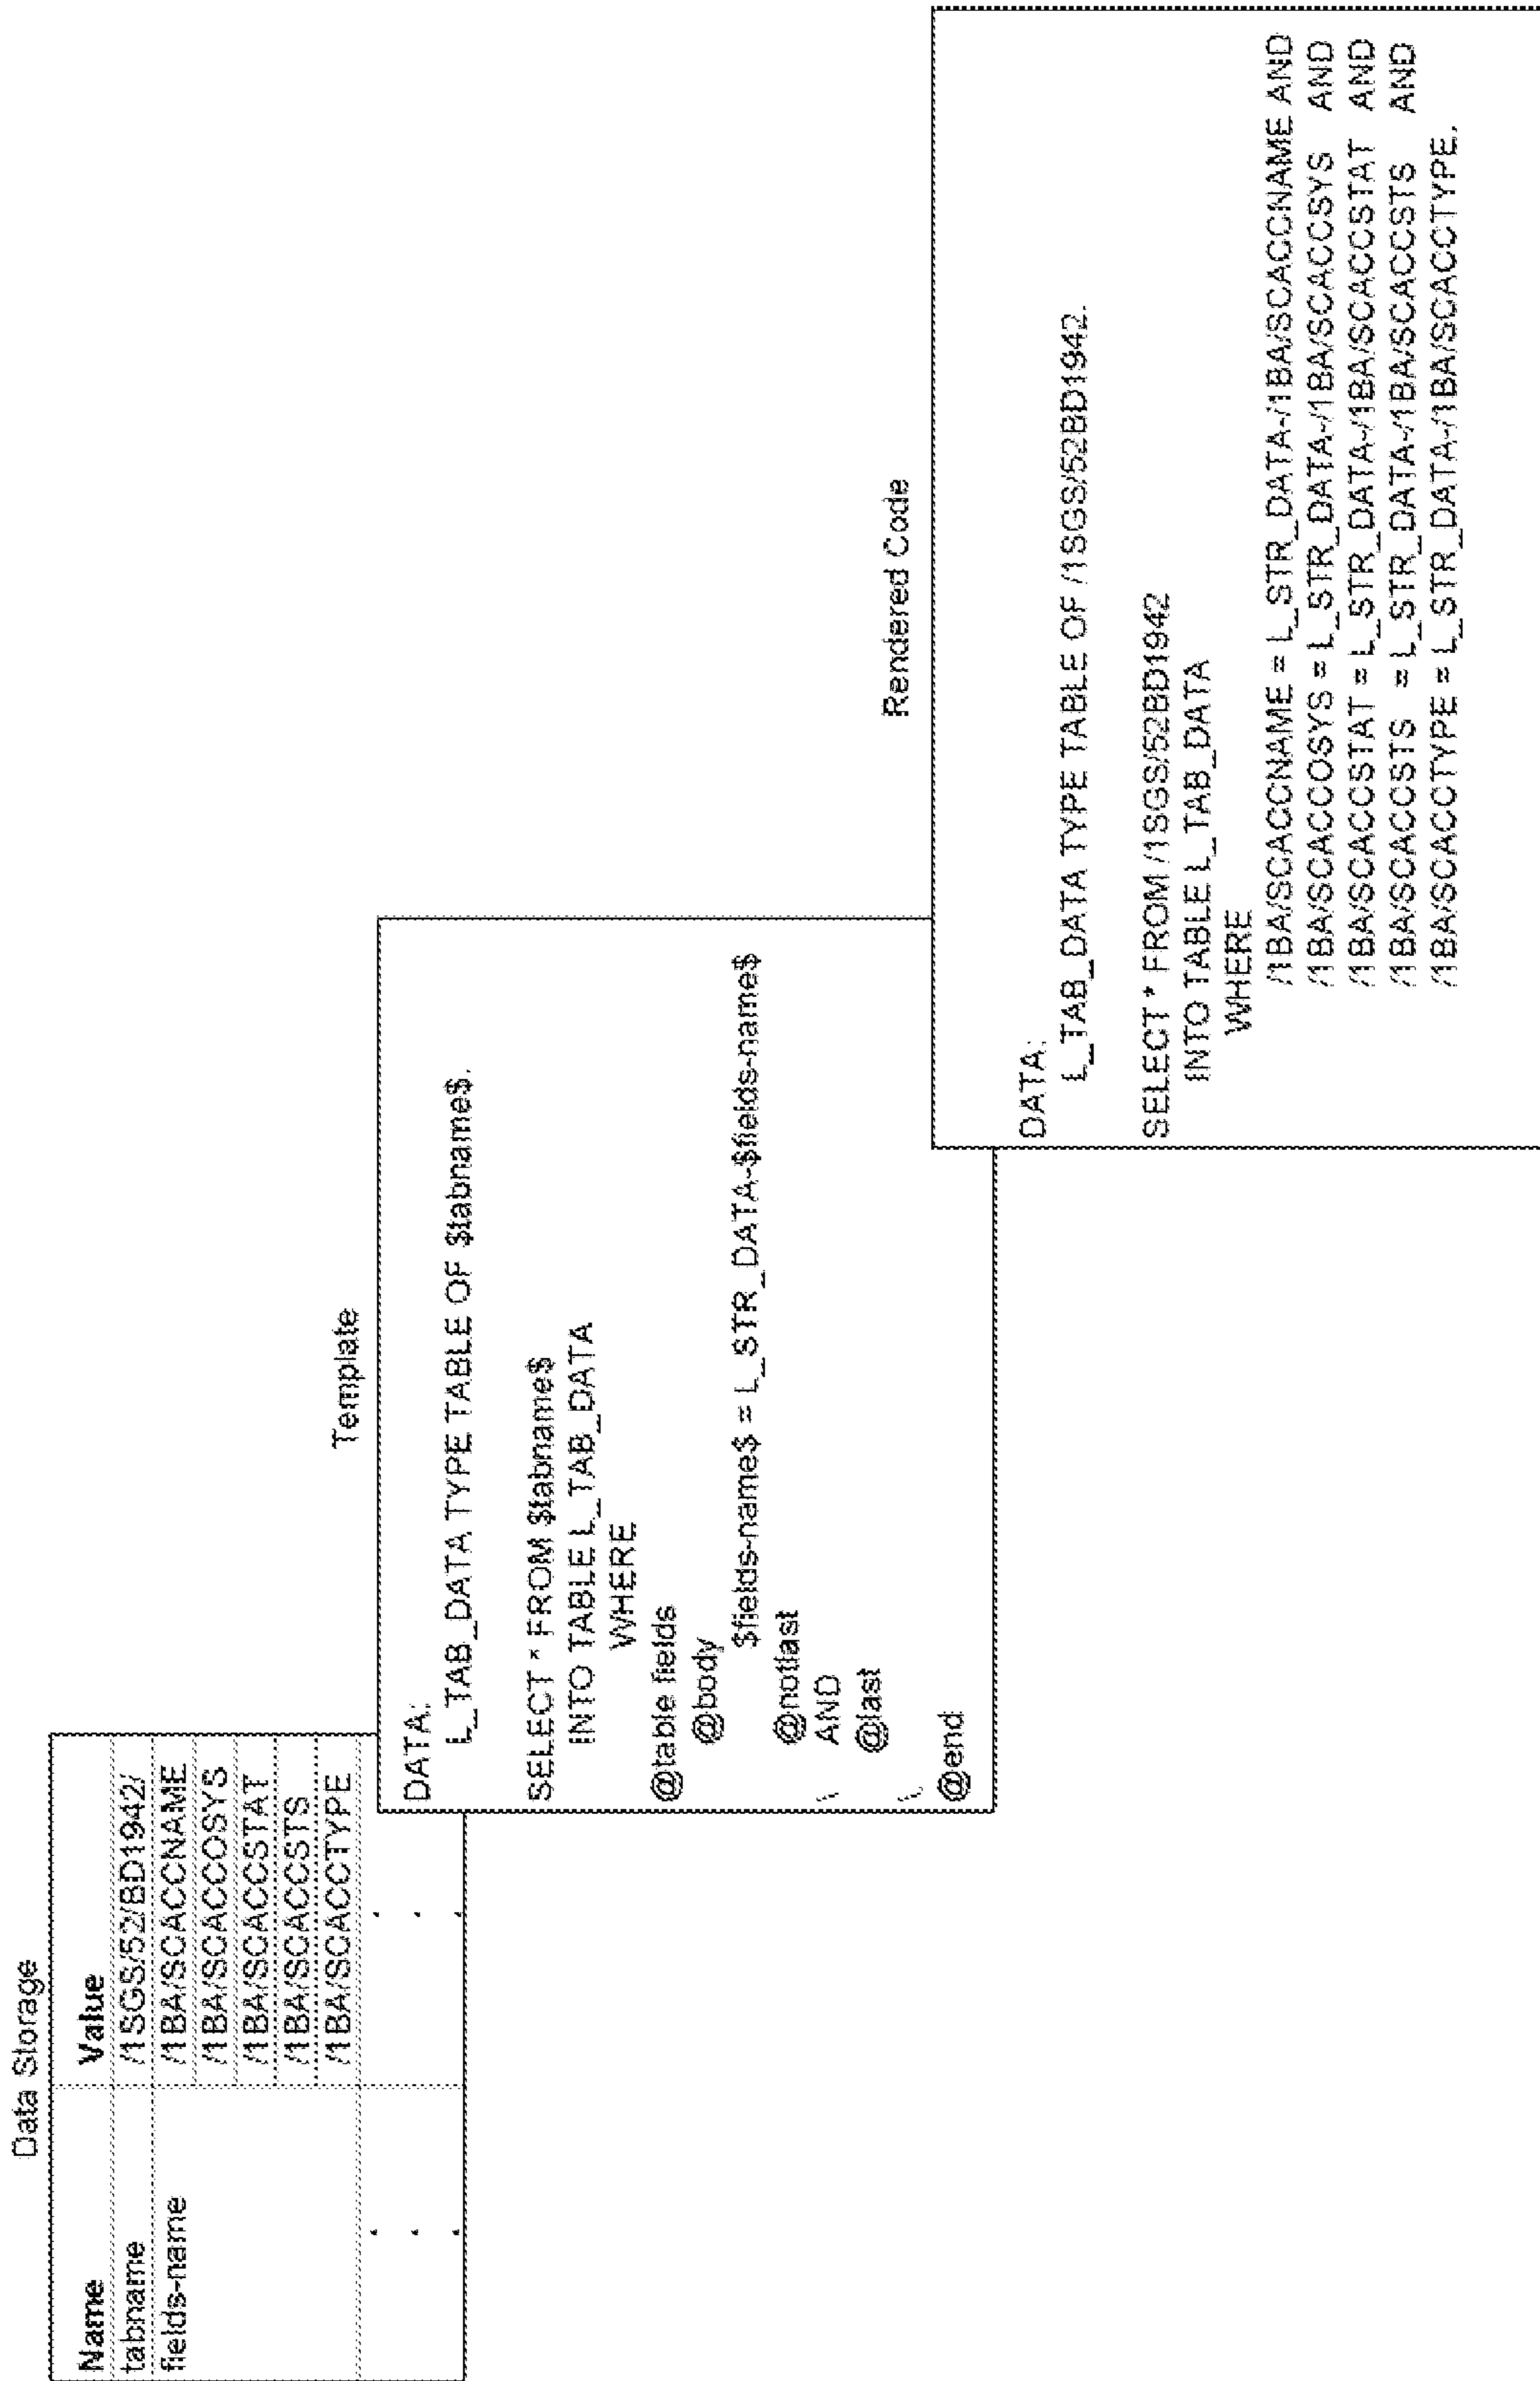 Data Storage
Name Value
tabname /1SGS/52/BD1942/
fields-name /1BA/SCACCNAME
/1BA/SCACCOSYS
/1BA/SCACCSTAT
/1BA/SCACCSTS
/1BA/SCACCTYPE
. .
. .
. .
Template
DATA:
L_TAB_DATA TYPE TABLE OF $tabname$.
SELECT * FROM $tabname$
INTO TABLE L_TAB_DATA
WHERE
@table fields
@body
$fields-name$ = L_STR_DATA-$fields-name$
@notlast
AND
@last
@end
Rendered Code
DATA:
L_TAB_DATA TYPE TABLE OF /1SGS/52BD1942.
SELECT * FROM /1SGS/52BD1942
INTO TABLE L_TAB_DATA
WHERE
/1BA/SCACCNAME = L_STR_DATA-/1BA/SCACCNAME AND
/1BA/SCACCOSYS = L_STR_DATA-/1BA/SCACCSYS AND
/1BA/SCACCSTAT = L_STR_DATA-/1BA/SCACCSTAT AND
/1BA/SCACCSTS = L_STR_DATA-/1BA/SCACCSTS AND
/1BA/SCACCTYPE = L_STR_DATA-/1BA/SCACCTYPE.